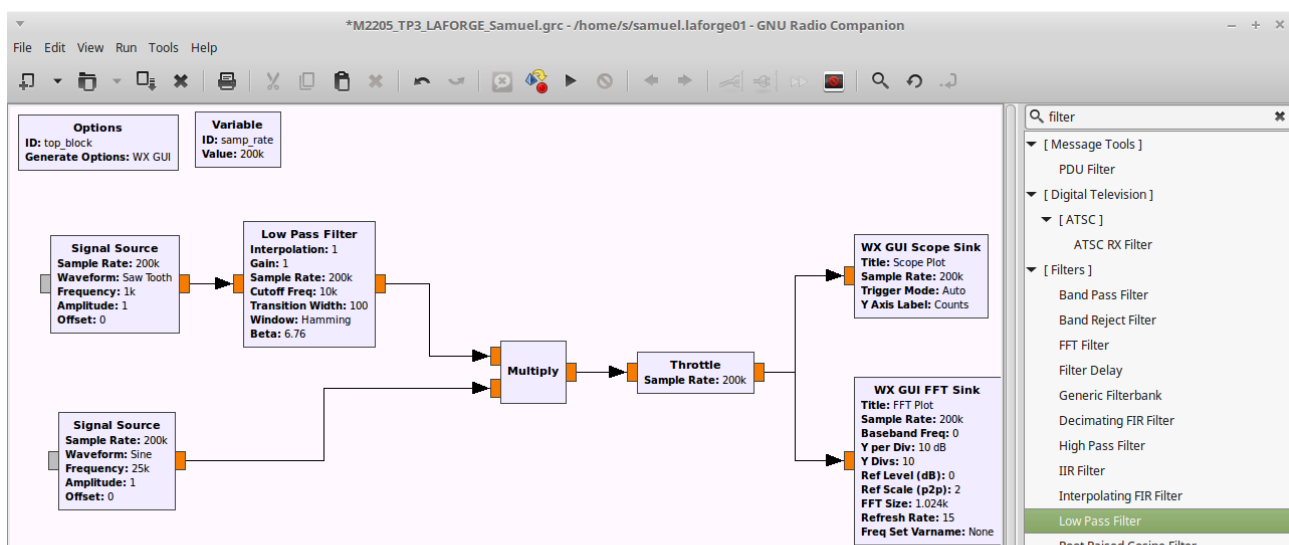 *M2205_TP3_LAFORGE_Samuel.grc - /home/s/samuel.laforge01 - GNU Radio Companion
File Edit View Run Tools Help
Options
ID: top_block
Generate Options: WX GUI
Variable
ID: samp_rate
Value: 200k
Signal Source
Sample Rate: 200k
Waveform: Saw Tooth
Frequency: 1k
Amplitude: 1
Offset: 0
Low Pass Filter
Interpolation: 1
Gain: 1
Sample Rate: 200k
Cutoff Freq: 10k
Transition Width: 100
Window: Hamming
Beta: 6.76
Signal Source
Sample Rate: 200k
Waveform: Sine
Frequency: 25k
Amplitude: 1
Offset: 0
Multiply
Throttle
Sample Rate: 200k
WX GUI Scope Sink
Title: Scope Plot
Sample Rate: 200k
Trigger Mode: Auto
Y Axis Label: Counts
WX GUI FFT Sink
Title: FFT Plot
Sample Rate: 200k
Baseband Freq: 0
Y per Div: 10 dB
Y Divs: 10
Ref Level (dB): 0
Ref Scale (p2p): 2
FFT Size: 1.024k
Refresh Rate: 15
Freq Set Varname: None
filter
[ Message Tools ]
PDU Filter
[ Digital Television ]
[ ATSC ]
ATSC RX Filter
[ Filters ]
Band Pass Filter
Band Reject Filter
FFT Filter
Filter Delay
Generic Filterbank
Decimating FIR Filter
High Pass Filter
IIR Filter
Interpolating FIR Filter
Low Pass Filter
Root Raised Cosine Filter